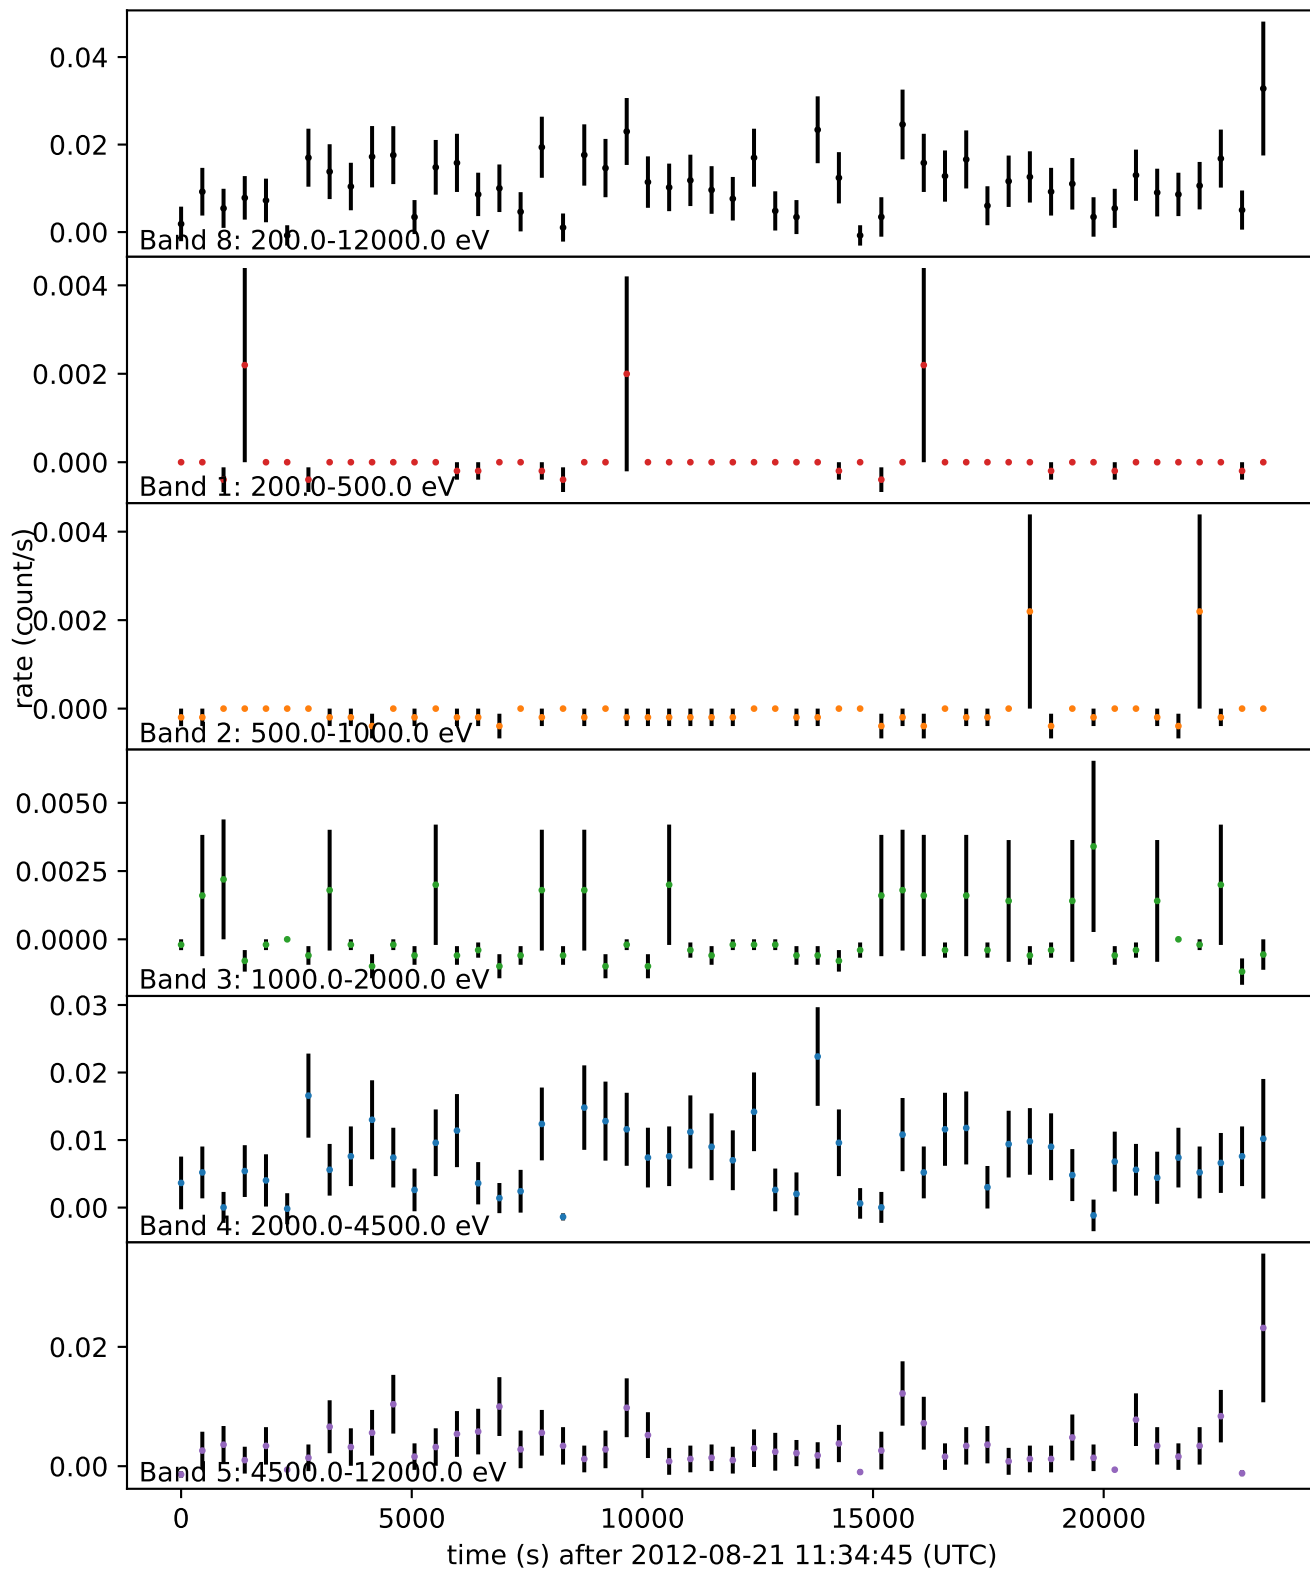 0.04
0.02
0.00
Band 8: 200.0-12000.0 eV
0.004
0.002
0.000
Band 1: 200.0-500.0 eV
rate (count/s)
0.004
0.002
0.000
Band 2: 500.0-1000.0 eV
0.0050
0.0025
0.0000
Band 3: 1000.0-2000.0 eV
0.03
0.02
0.01
0.00
Band 4: 2000.0-4500.0 eV
0.02
0.00
Band 5: 4500.0-12000.0 eV
0 5000 10000 15000 20000
time (s) after 2012-08-21 11:34:45 (UTC)